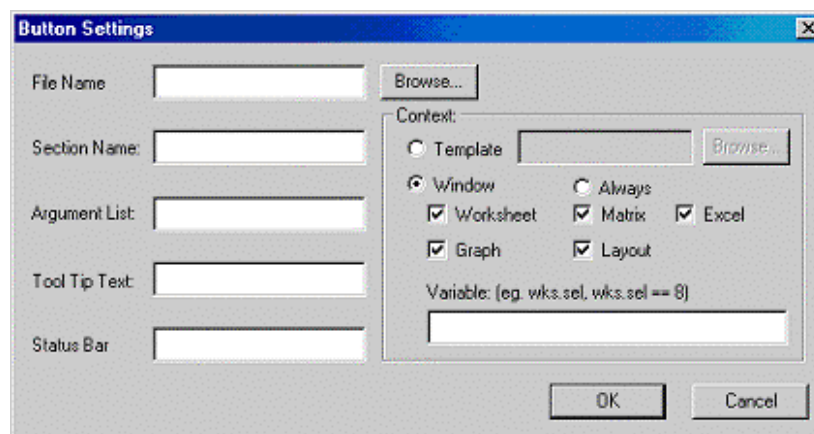 Button Settings
File Name
Browse...
Section Name:
Argument List:
Tool Tip Text:
Status Bar
Context:
Template
Browse...
Window
Always
Worksheet
Matrix
Excel
Graph
Layout
Variable: (eg. wks.sel, wks.sel == 8)
OK
Cancel